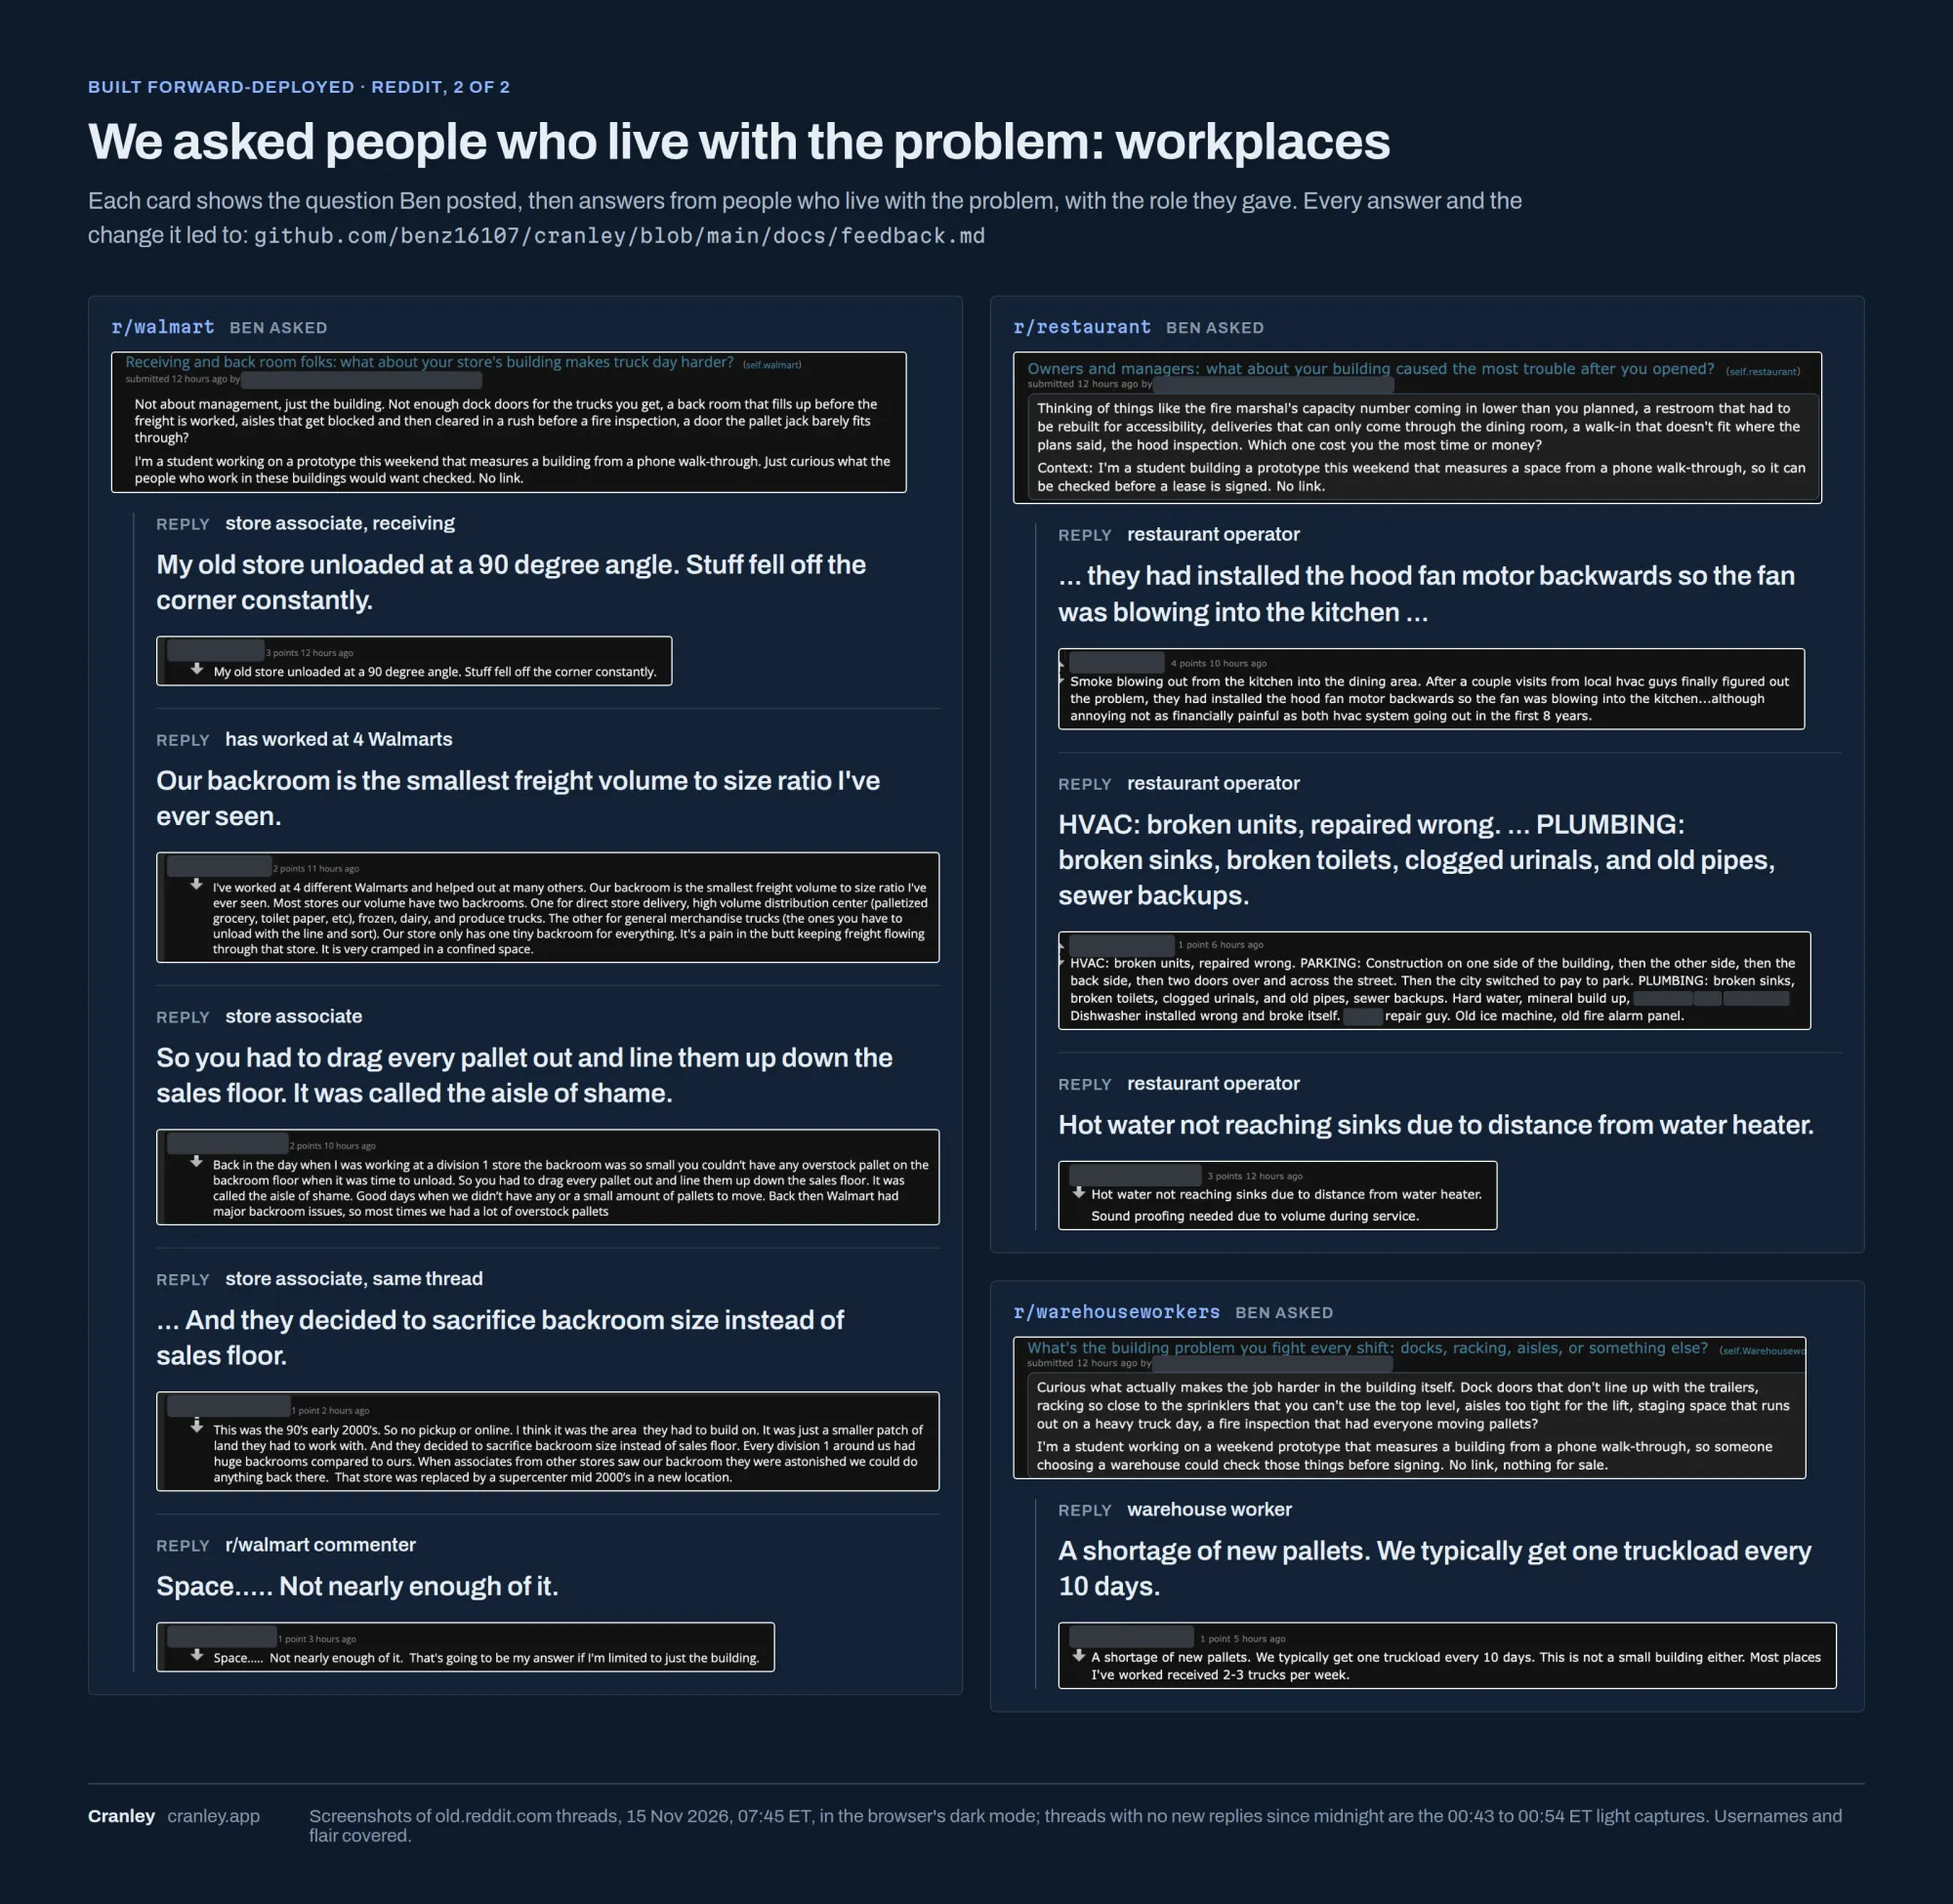 BUILT FORWARD-DEPLOYED · REDDIT, 2 OF 2
We asked people who live with the problem: workplaces
Each card shows the question Ben posted, then answers from people who live with the problem, with the role they gave. Every answer and the
change it led to: github.com/benz16107/cranley/blob/main/docs/feedback.md
r/walmart BEN ASKED
Receiving and back room folks: what about your store's building makes truck day harder? (self.walmart)
submitted 12 hours ago by
Not about management, just the building. Not enough dock doors for the trucks you get, a back room that fills up before the
freight is worked, aisles that get blocked and then cleared in a rush before a fire inspection, a door the pallet jack barely fits
through?
I'm a student working on a prototype this weekend that measures a building from a phone walk-through. Just curious what the
people who work in these buildings would want checked. No link.
REPLY store associate, receiving
My old store unloaded at a 90 degree angle. Stuff fell off the
corner constantly.
3 points 12 hours ago
My old store unloaded at a 90 degree angle. Stuff fell off the corner constantly.
REPLY has worked at 4 Walmarts
Our backroom is the smallest freight volume to size ratio I've
ever seen.
2 points 11 hours ago
I've worked at 4 different Walmarts and helped out at many others. Our backroom is the smallest freight volume to size ratio I've
ever seen. Most stores our volume have two backrooms. One for direct store delivery, high volume distribution center (palletized
grocery, toilet paper, etc), frozen, dairy, and produce trucks. The other for general merchandise trucks (the ones you have to
unload with the line and sort). Our store only has one tiny backroom for everything. It's a pain in the butt keeping freight flowing
through that store. It is very cramped in a confined space.
REPLY store associate
So you had to drag every pallet out and line them up down the
sales floor. It was called the aisle of shame.
2 points 10 hours ago
Back in the day when I was working at a division 1 store the backroom was so small you couldn't have any overstock pallet on the
backroom floor when it was time to unload. So you had to drag every pallet out and line them up down the sales floor. It was
called the aisle of shame. Good days when we didn't have any or a small amount of pallets to move. Back then Walmart had
major backroom issues, so most times we had a lot of overstock pallets
REPLY store associate, same thread
... And they decided to sacrifice backroom size instead of
sales floor.
1 point 2 hours ago
This was the 90's early 2000's. So no pickup or online. I think it was the area they had to build on. It was just a smaller patch of
land they had to work with. And they decided to sacrifice backroom size instead of sales floor. Every division 1 around us had
huge backrooms compared to ours. When associates from other stores saw our backroom they were astonished we could do
anything back there. That store was replaced by a supercenter mid 2000's in a new location.
REPLY r/walmart commenter
Space..... Not nearly enough of it.
1 point 3 hours ago
Space..... Not nearly enough of it. That's going to be my answer if I'm limited to just the building.
r/restaurant BEN ASKED
Owners and managers: what about your building caused the most trouble after you opened? (self.restaurant)
submitted 12 hours ago by
Thinking of things like the fire marshal's capacity number coming in lower than you planned, a restroom that had to
be rebuilt for accessibility, deliveries that can only come through the dining room, a walk-in that doesn't fit where the
plans said, the hood inspection. Which one cost you the most time or money?
Context: I'm a student building a prototype this weekend that measures a space from a phone walk-through, so it can
be checked before a lease is signed. No link.
REPLY restaurant operator
... they had installed the hood fan motor backwards so the fan
was blowing into the kitchen ...
4 points 10 hours ago
Smoke blowing out from the kitchen into the dining area. After a couple visits from local hvac guys finally figured out
the problem, they had installed the hood fan motor backwards so the fan was blowing into the kitchen...although
annoying not as financially painful as both hvac system going out in the first 8 years.
REPLY restaurant operator
HVAC: broken units, repaired wrong. ... PLUMBING:
broken sinks, broken toilets, clogged urinals, and old pipes,
sewer backups.
1 point 6 hours ago
HVAC: broken units, repaired wrong. PARKING: Construction on one side of the building, then the other side, then the
back side, then two doors over and across the street. Then the city switched to pay to park. PLUMBING: broken sinks,
broken toilets, clogged urinals, and old pipes, sewer backups. Hard water, mineral build up,
Dishwasher installed wrong and broke itself. repair guy. Old ice machine, old fire alarm panel.
REPLY restaurant operator
Hot water not reaching sinks due to distance from water heater.
3 points 12 hours ago
Hot water not reaching sinks due to distance from water heater.
Sound proofing needed due to volume during service.
r/warehouseworkers BEN ASKED
What's the building problem you fight every shift: docks, racking, aisles, or something else? (self.Warehousewo
submitted 12 hours ago by
Curious what actually makes the job harder in the building itself. Dock doors that don't line up with the trailers,
racking so close to the sprinklers that you can't use the top level, aisles too tight for the lift, staging space that runs
out on a heavy truck day, a fire inspection that had everyone moving pallets?
I'm a student working on a weekend prototype that measures a building from a phone walk-through, so someone
choosing a warehouse could check those things before signing. No link, nothing for sale.
REPLY warehouse worker
A shortage of new pallets. We typically get one truckload every
10 days.
1 point 5 hours ago
A shortage of new pallets. We typically get one truckload every 10 days. This is not a small building either. Most places
I've worked received 2-3 trucks per week.
Cranley cranley.app
Screenshots of old.reddit.com threads, 15 Nov 2026, 07:45 ET, in the browser's dark mode; threads with no new replies since midnight are the 00:43 to 00:54 ET light captures. Usernames and
flair covered.